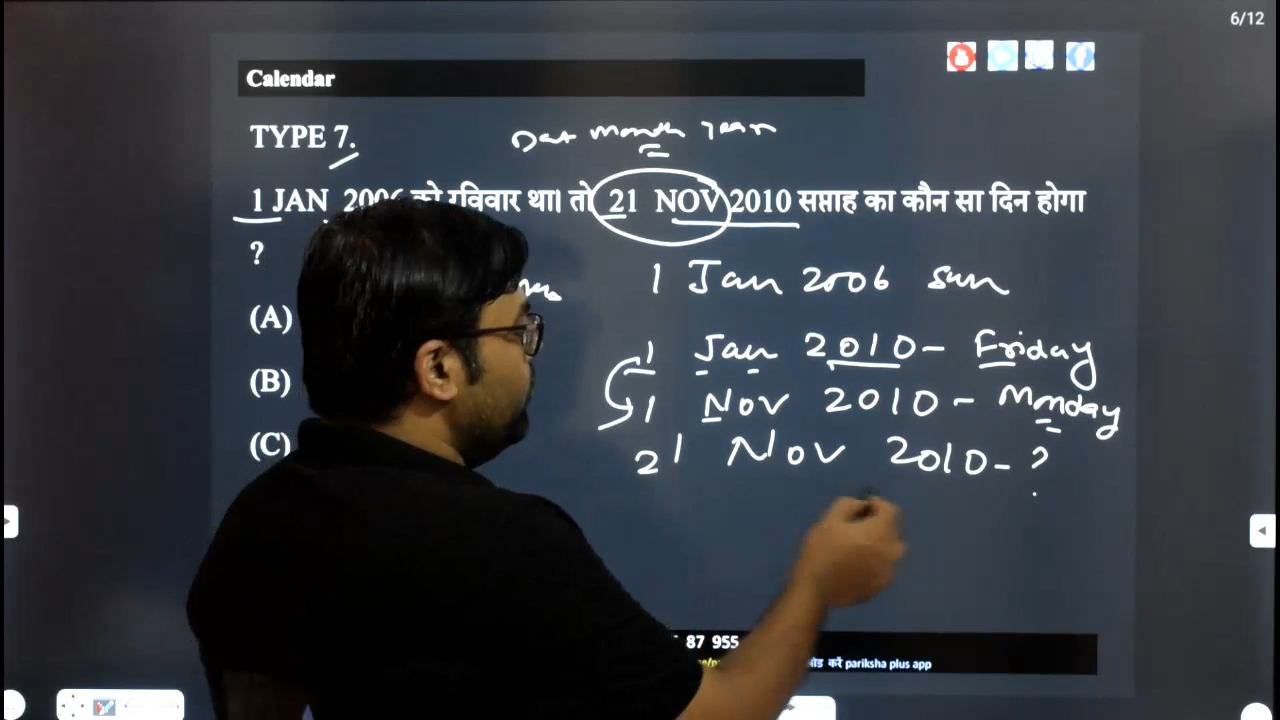 6/12
Calendar
TYPE 7.
Dat month year
1 JAN 2006 को रविवार था। तो 21 NOV 2010 सप्ताह का कौन सा दिन होगा
?
1 Jan 2006 sun
(A)
1 Jan 2010 - Friday
(B)
1 Nov 2010 - Monday
(C)
21 Nov 2010 - ?
87 955
करें pariksha plus app